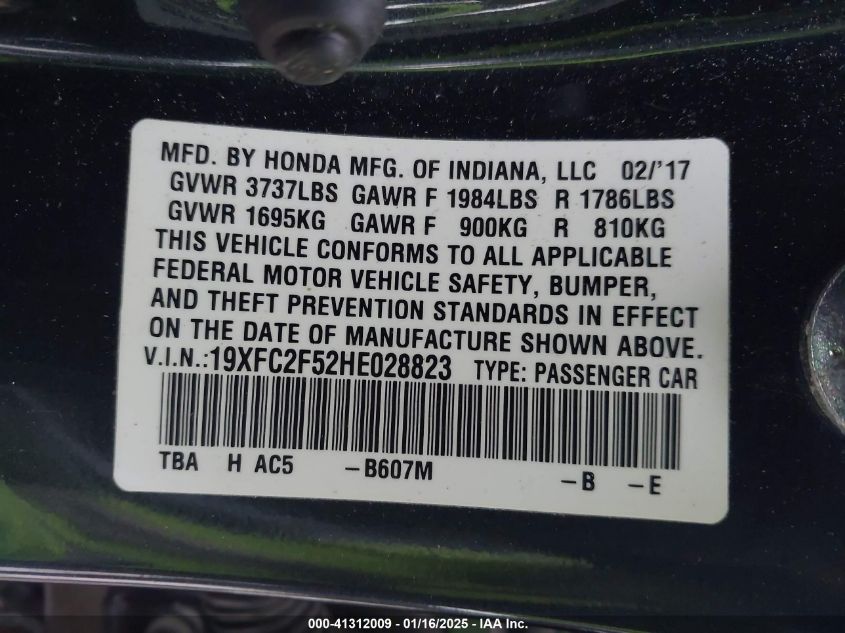 MFD. BY HONDA MFG. OF INDIANA, LLC 02/'17
GVWR 3737LBS GAWR F 1984LBS R 1786LBS
GVWR 1695KG GAWR F 900KG R 810KG
THIS VEHICLE CONFORMS TO ALL APPLICABLE
FEDERAL MOTOR VEHICLE SAFETY, BUMPER,
AND THEFT PREVENTION STANDARDS IN EFFECT
ON THE DATE OF MANUFACTURE SHOWN ABOVE.
V.I.N.:19XFC2F52HE028823 TYPE: PASSENGER CAR
TBA H AC5 -B607M -B -E
000-41312009 - 01/16/2025 - IAA Inc.